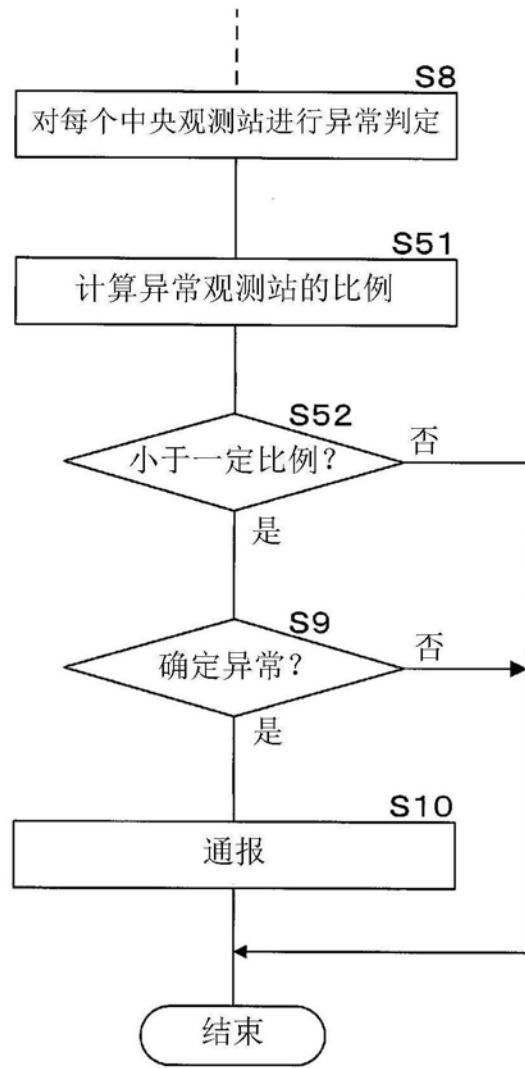 S8
对每个中央观测站进行异常判定
S51
计算异常观测站的比例
S52
小于一定比例？
否
是
S9
确定异常？
否
是
S10
通报
结束